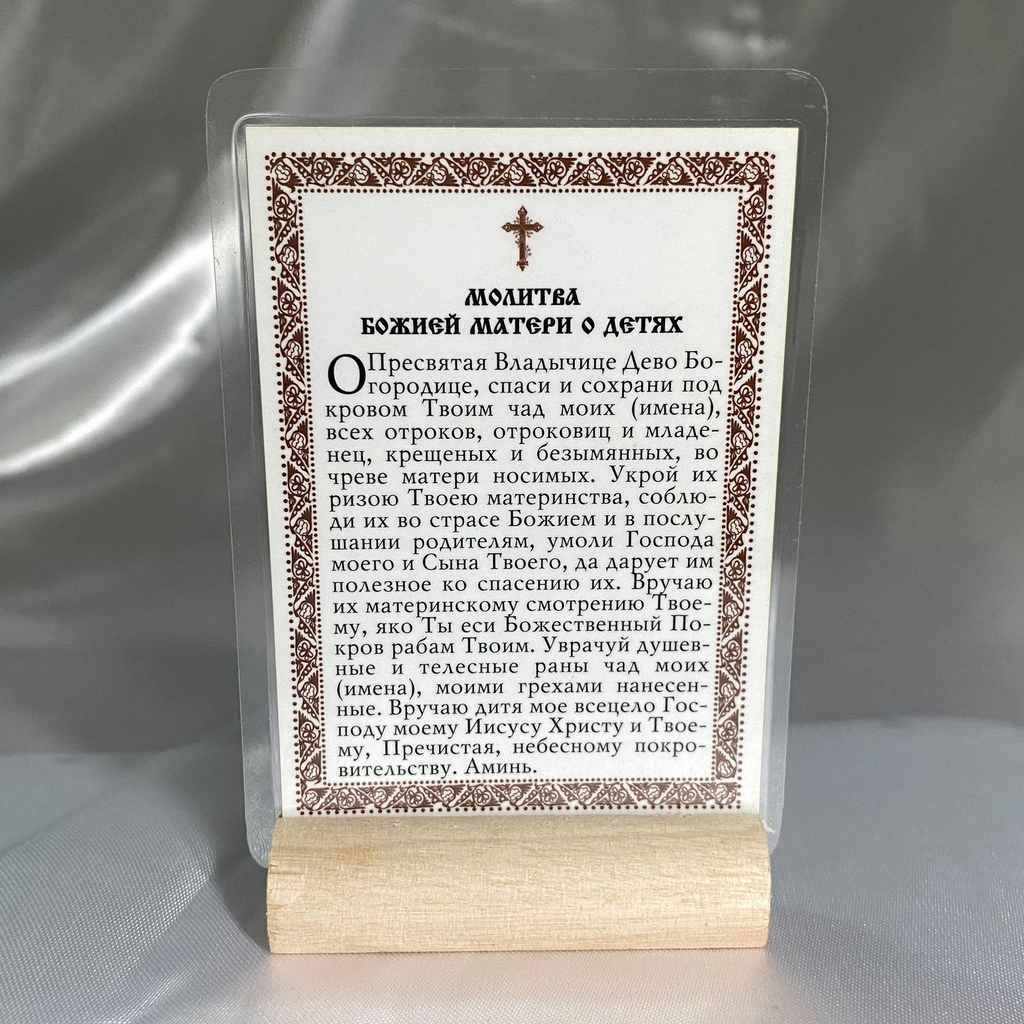 МОЛИТВА
БОЖИЕЙ МАТЕРИ О ДЕТЯХ
О Пресвятая Владычице Дево Бо-
городице, спаси и сохрани под
кровом Твоим чад моих (имена),
всех отроков, отроковиц и младе-
нец, крещеных и безымянных, во
чреве матери носимых. Укрой их
ризою Твоею материнства, соблю-
ди их во страсе Божием и в послу-
шании родителям, умоли Господа
моего и Сына Твоего, да дарует им
полезное ко спасению их. Вручаю
их материнскому смотрению Твое-
му, яко Ты еси Божественный По-
кров рабам Твоим. Уврачуй душев-
ные и телесные раны чад моих
(имена), моими грехами нанесен-
ные. Вручаю дитя мое всецело Гос-
поду моему Иисусу Христу и Твое-
му, Пречистая, небесному покро-
вительству. Аминь.